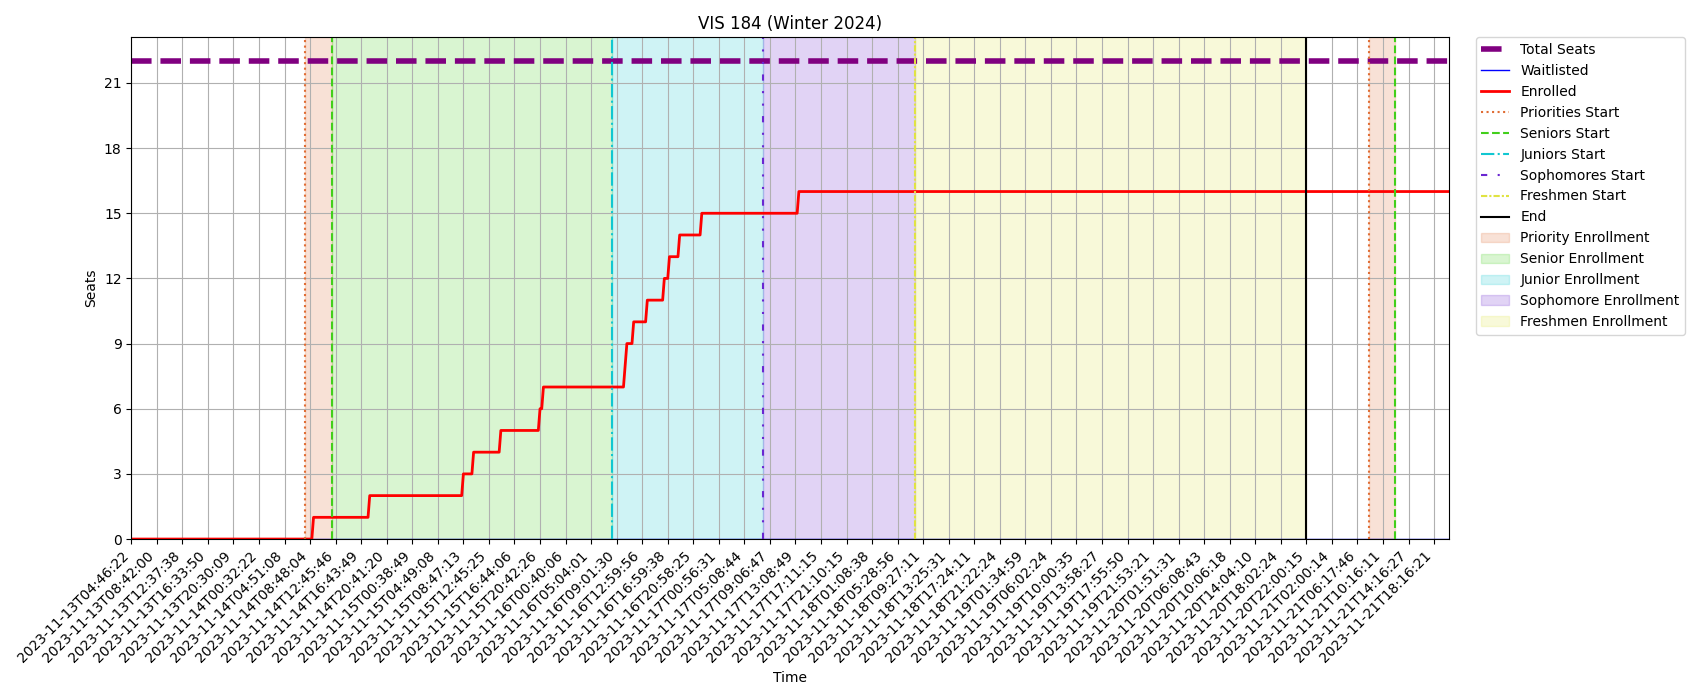 VIS 184 (Winter 2024)
Seats
21
18
15
12
9
6
3
0
2023-11-13T04:46:22
2023-11-13T08:42:00
2023-11-13T12:37:38
2023-11-13T16:33:50
2023-11-13T20:30:09
2023-11-14T00:32:22
2023-11-14T04:51:08
2023-11-14T08:48:04
2023-11-14T12:45:46
2023-11-14T16:43:49
2023-11-14T20:41:20
2023-11-15T00:38:49
2023-11-15T04:49:08
2023-11-15T08:47:13
2023-11-15T12:45:25
2023-11-15T16:44:06
2023-11-15T20:42:26
2023-11-16T00:40:06
2023-11-16T05:04:01
2023-11-16T09:01:30
2023-11-16T12:59:56
2023-11-16T16:59:38
2023-11-16T20:58:25
2023-11-17T00:56:31
2023-11-17T05:08:44
2023-11-17T09:06:47
2023-11-17T13:08:49
2023-11-17T17:11:15
2023-11-17T21:10:15
2023-11-18T01:08:38
2023-11-18T05:28:56
2023-11-18T09:27:11
2023-11-18T13:25:31
2023-11-18T17:24:11
2023-11-18T21:22:24
2023-11-19T01:34:59
2023-11-19T06:02:24
2023-11-19T10:00:35
2023-11-19T13:58:27
2023-11-19T17:55:50
2023-11-19T21:53:21
2023-11-20T01:51:31
2023-11-20T06:08:43
2023-11-20T10:06:18
2023-11-20T14:04:10
2023-11-20T18:02:24
2023-11-20T22:00:15
2023-11-21T02:00:14
2023-11-21T06:17:46
2023-11-21T10:16:11
2023-11-21T14:16:27
2023-11-21T18:16:21
Time
Total Seats
Waitlisted
Enrolled
Priorities Start
Seniors Start
Juniors Start
Sophomores Start
Freshmen Start
End
Priority Enrollment
Senior Enrollment
Junior Enrollment
Sophomore Enrollment
Freshmen Enrollment